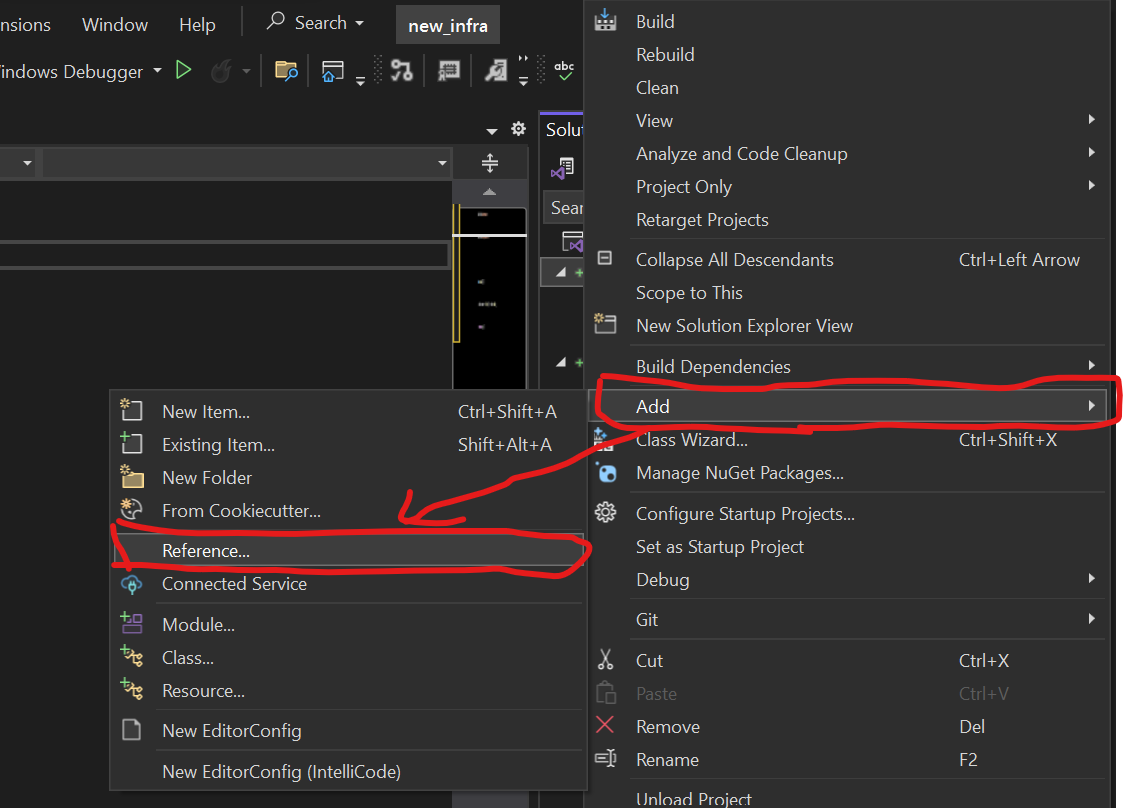 nsions Window Help Search new_infra
indows Debugger
abc
Solut
Sear
Build
Rebuild
Clean
View
Analyze and Code Cleanup
Project Only
Retarget Projects
Collapse All Descendants Ctrl+Left Arrow
Scope to This
New Solution Explorer View
Build Dependencies
Add
Class Wizard... Ctrl+Shift+X
Manage NuGet Packages...
Configure Startup Projects...
Set as Startup Project
Debug
Git
Cut Ctrl+X
Paste Ctrl+V
Remove Del
Rename F2
Unload Project
New Item... Ctrl+Shift+A
Existing Item... Shift+Alt+A
New Folder
From Cookiecutter...
Reference...
Connected Service
Module...
Class...
Resource...
New EditorConfig
New EditorConfig (IntelliCode)